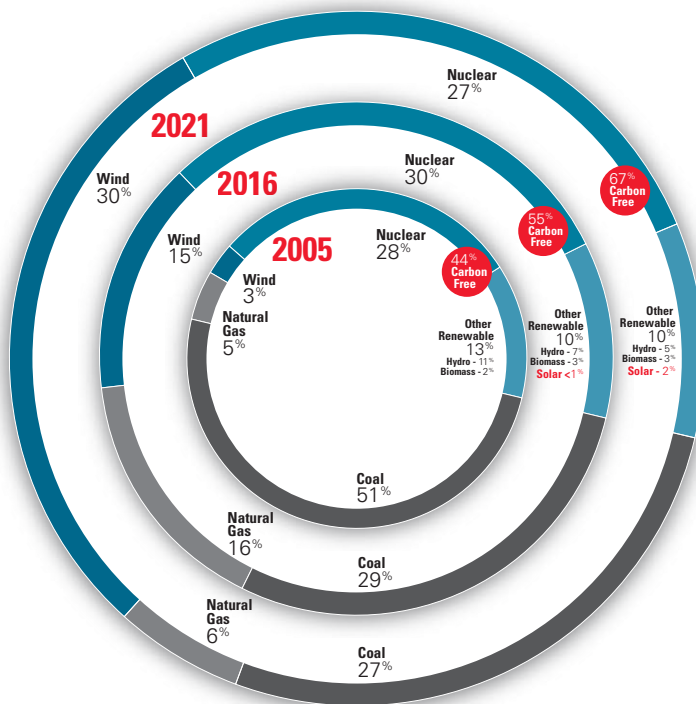 Nuclear
27%
2021
67%
Carbon
Free
Wind
30%
Nuclear
30%
2016
55%
Carbon
Free
Wind
15%
Nuclear
28%
2005
44%
Carbon
Free
Wind
3%
Natural
Gas
5%
Other
Renewable
13%
Hydro - 11%
Biomass - 2%
Other
Renewable
10%
Hydro - 7%
Biomass - 3%
Solar <1%
Other
Renewable
10%
Hydro - 5%
Biomass - 3%
Solar - 2%
Coal
51%
Natural
Gas
16%
Coal
29%
Natural
Gas
6%
Coal
27%